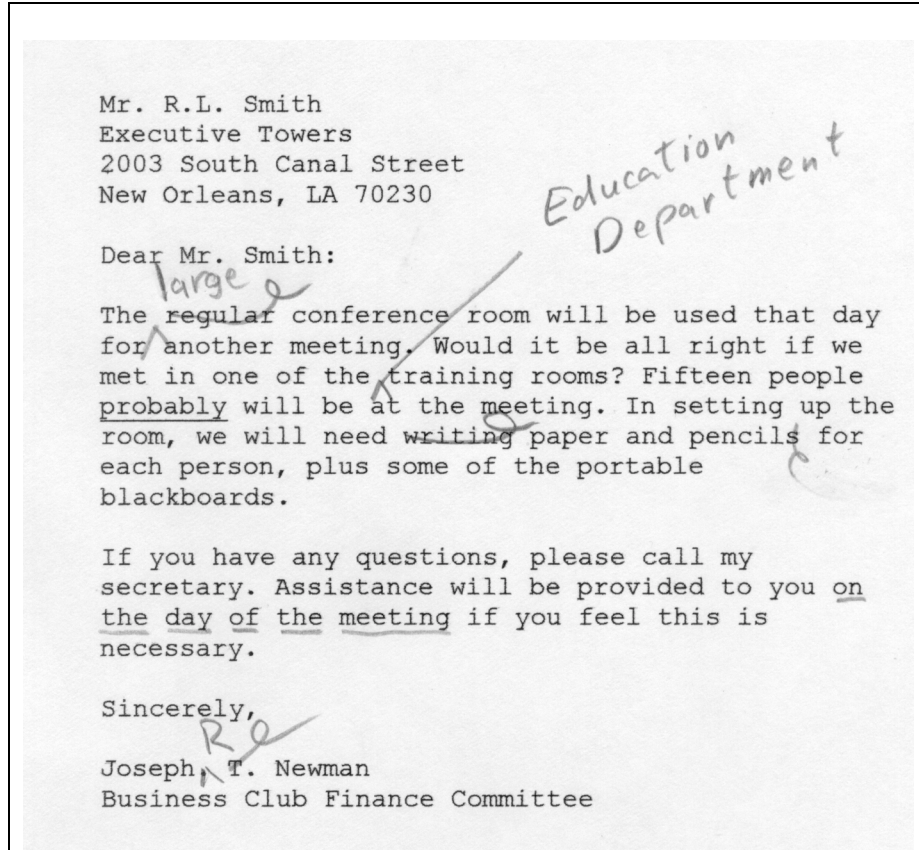 Mr. R.L. Smith
Executive Towers
2003 South Canal Street
New Orleans, LA 70230
Education
Department
Dear Mr. Smith:
large
The regular conference room will be used that day
for another meeting. Would it be all right if we
met in one of the training rooms? Fifteen people
probably will be at the meeting. In setting up the
room, we will need writing paper and pencils for
each person, plus some of the portable
blackboards.
If you have any questions, please call my
secretary. Assistance will be provided to you on
the day of the meeting if you feel this is
necessary.
Sincerely,
R
Joseph, T. Newman
Business Club Finance Committee